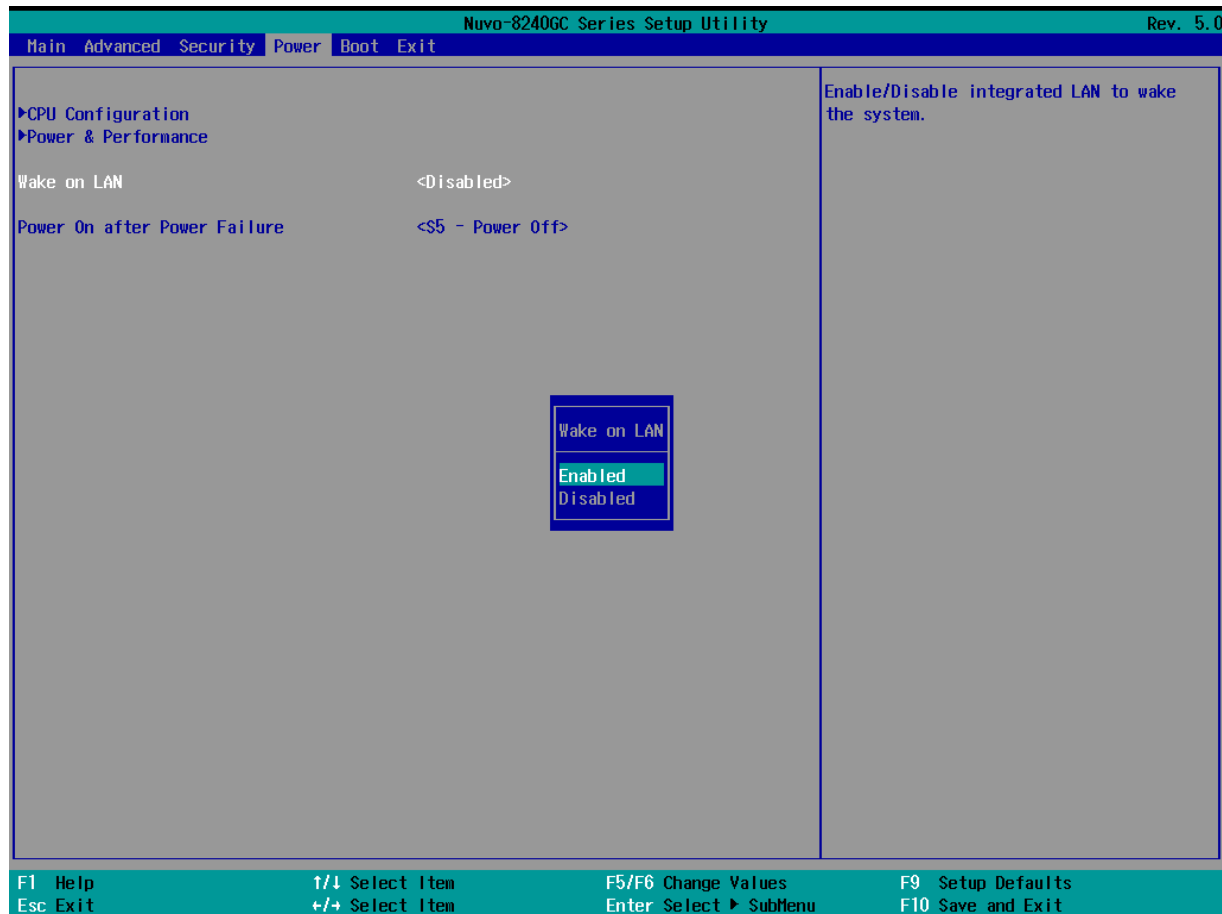 Nuvo-8240GC Series Setup Utility Rev. 5.0
Main Advanced Security Power Boot Exit
▶CPU Configuration
▶Power & Performance
Wake on LAN <Disabled>
Power On after Power Failure <S5 - Power Off>
Enable/Disable integrated LAN to wake
the system.
Wake on LAN
Enabled
Disabled
F1 Help ↑/↓ Select Item F5/F6 Change Values F9 Setup Defaults
Esc Exit ←/→ Select Item Enter Select ▶ SubMenu F10 Save and Exit